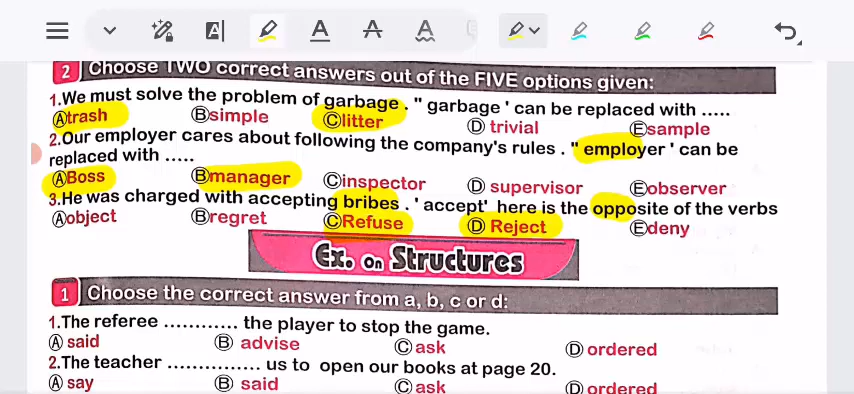 2 Choose TWO correct answers out of the FIVE options given:
1.We must solve the problem of garbage . " garbage ' can be replaced with .....
Ⓐtrash Ⓑsimple Ⓒlitter Ⓓ trivial Ⓔsample
2.Our employer cares about following the company's rules . " employer ' can be
replaced with .....
ⒶBoss Ⓑmanager Ⓒinspector Ⓓ supervisor Ⓔobserver
3.He was charged with accepting bribes . ' accept' here is the opposite of the verbs
Ⓐobject Ⓑregret ⒸRefuse Ⓓ Reject Ⓔdeny
Ex. on Structures
1 Choose the correct answer from a, b, c or d:
1.The referee ............ the player to stop the game.
Ⓐ said Ⓑ advise Ⓒ ask Ⓓ ordered
2.The teacher ............... us to open our books at page 20.
Ⓐ say Ⓑ said Ⓒ ask Ⓓ ordered